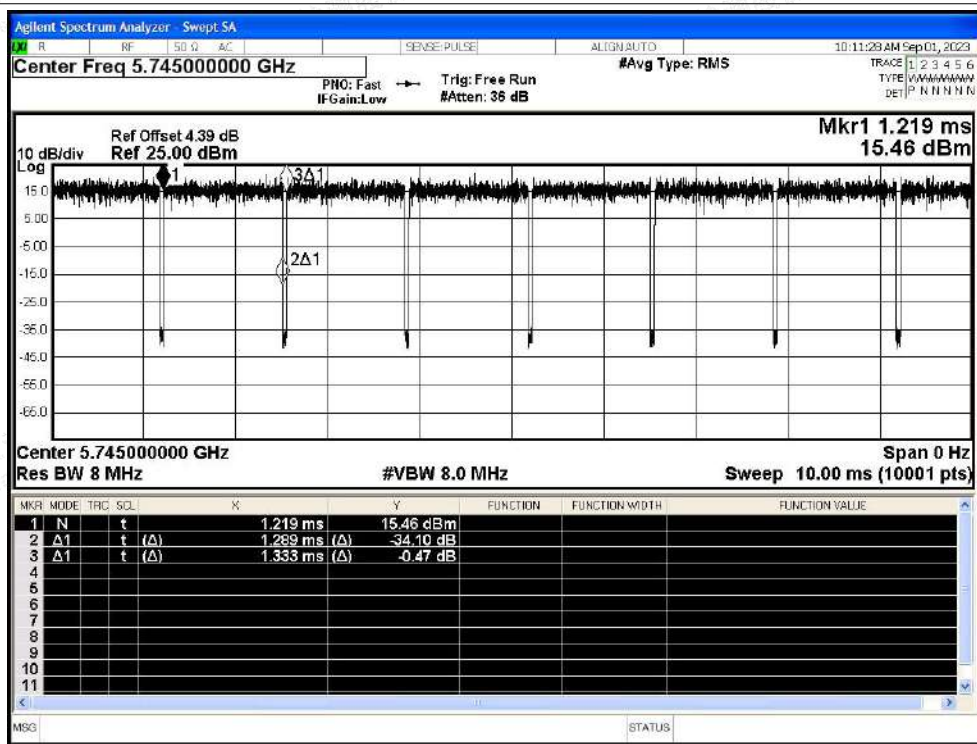 Agilent Spectrum Analyzer - Swept SA
LXI R RF 50 Ω AC SENSE:PULSE ALIGN AUTO 10:11:28 AM Sep 01, 2023
Center Freq 5.745000000 GHz #Avg Type: RMS TRACE 1 2 3 4 5 6
PNO: Fast Trig: Free Run TYPE WWWWWW
IFGain:Low #Atten: 36 dB DET P N N N N N
Mkr1 1.219 ms
Ref Offset 4.39 dB
10 dB/div Ref 25.00 dBm 15.46 dBm
Log
1 3Δ1
15.0
5.00
-5.00
2Δ1
-15.0
-25.0
-35.0
-45.0
-55.0
-65.0
Center 5.745000000 GHz Span 0 Hz
Res BW 8 MHz #VBW 8.0 MHz Sweep 10.00 ms (10001 pts)
MKR MODE TRC SCL X Y FUNCTION FUNCTION WIDTH FUNCTION VALUE
1 N t 1.219 ms 15.46 dBm
2 Δ1 t (Δ) 1.289 ms (Δ) -34.10 dB
3 Δ1 t (Δ) 1.333 ms (Δ) -0.47 dB
4
5
6
7
8
9
10
11
MSG STATUS